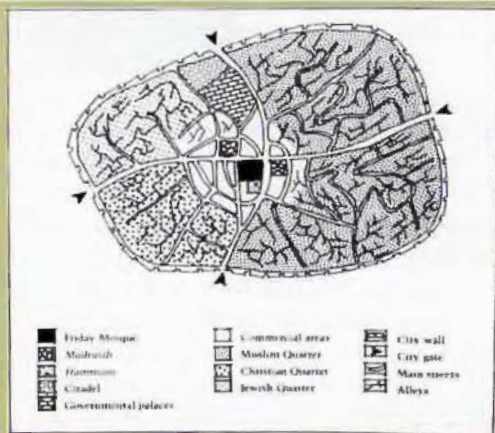 Friday Mosque
Madrasah
Hammam
Citadel
Governmental palaces
Commercial areas
Muslim Quarter
Christian Quarter
Jewish Quarter
City wall
City gate
Main streets
Alleys